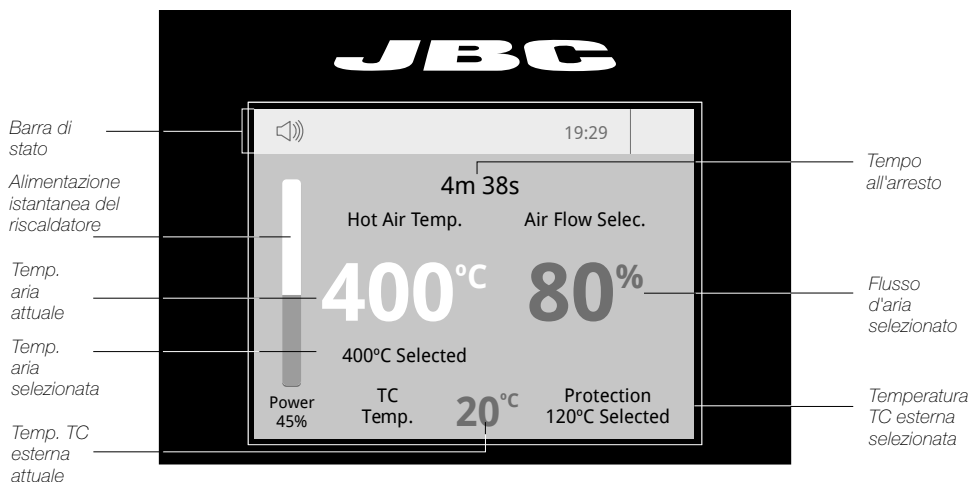 JBC
Barra di
stato
Alimentazione
istantanea del
riscaldatore
Temp.
aria
attuale
Temp.
aria
selezionata
Temp. TC
esterna
attuale
19:29
4m 38s
Hot Air Temp.
Air Flow Selec.
400ºC
80%
400ºC Selected
Power
45%
TC
Temp.
20ºC
Protection
120ºC Selected
Tempo
all'arresto
Flusso
d'aria
selezionato
Temperatura
TC esterna
selezionata